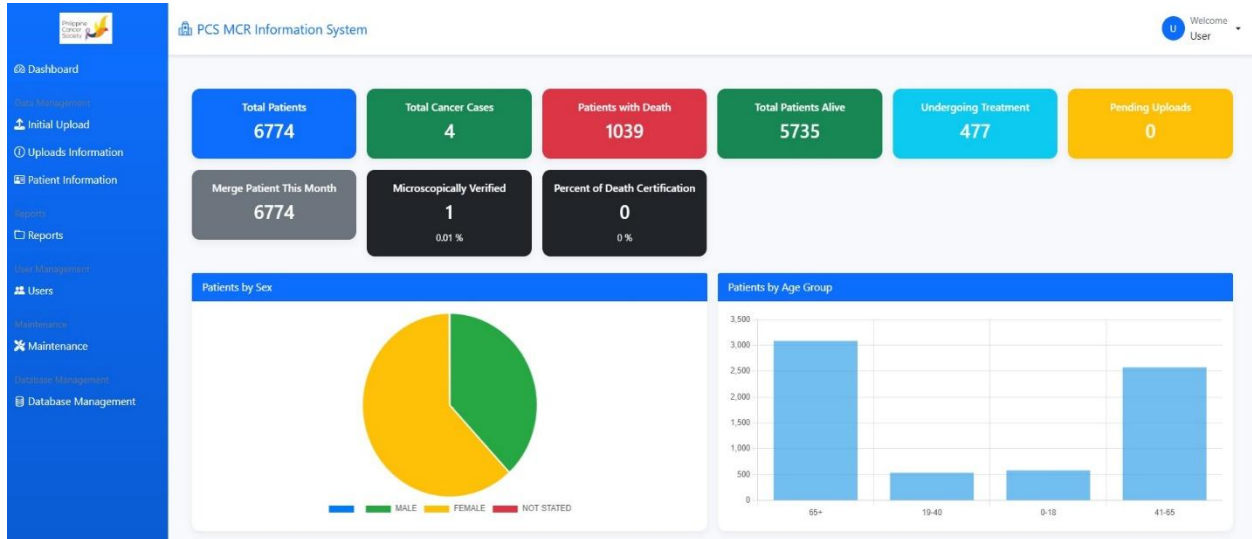 Philippine
Cancer
Society
PCS MCR Information System
U
Welcome
User
Dashboard
Data Management
Initial Upload
Uploads Information
Patient Information
Reports
Reports
User Management
Users
Maintenance
Maintenance
Database Management
Database Management
Total Patients
6774
Total Cancer Cases
4
Patients with Death
1039
Total Patients Alive
5735
Undergoing Treatment
477
Pending Uploads
0
Merge Patient This Month
6774
Microscopically Verified
1
0.01 %
Percent of Death Certification
0
0 %
Patients by Sex
MALE FEMALE NOT STATED
Patients by Age Group
3,500
3,000
2,500
2,000
1,500
1,000
500
0
65+ 19-40 0-18 41-65